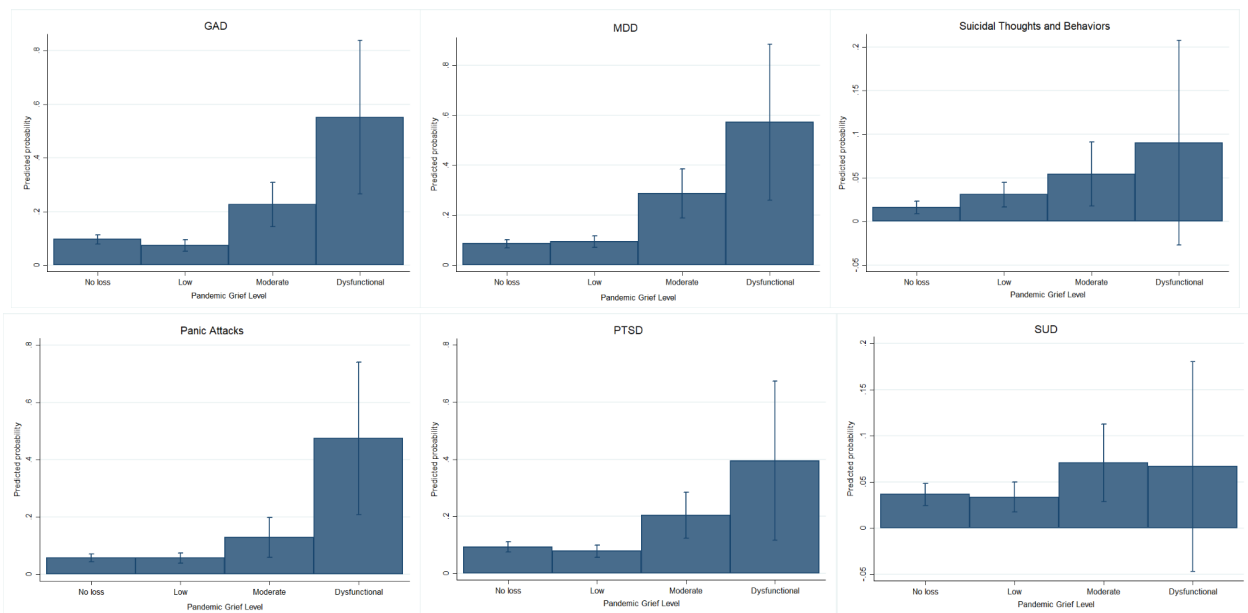 GAD
Predicted probability
.8
.6
.4
.2
0
No loss Low Moderate Dysfunctional
Pandemic Grief Level
MDD
Predicted probability
.8
.6
.4
.2
0
No loss Low Moderate Dysfunctional
Pandemic Grief Level
Suicidal Thoughts and Behaviors
Predicted probability
.2
.15
.1
.05
0
-.05
No loss Low Moderate Dysfunctional
Pandemic Grief Level
Panic Attacks
Predicted probability
.8
.6
.4
.2
0
No loss Low Moderate Dysfunctional
Pandemic Grief Level
PTSD
Predicted probability
.8
.6
.4
.2
0
No loss Low Moderate Dysfunctional
Pandemic Grief Level
SUD
Predicted probability
.2
.15
.1
.05
0
-.05
No loss Low Moderate Dysfunctional
Pandemic Grief Level